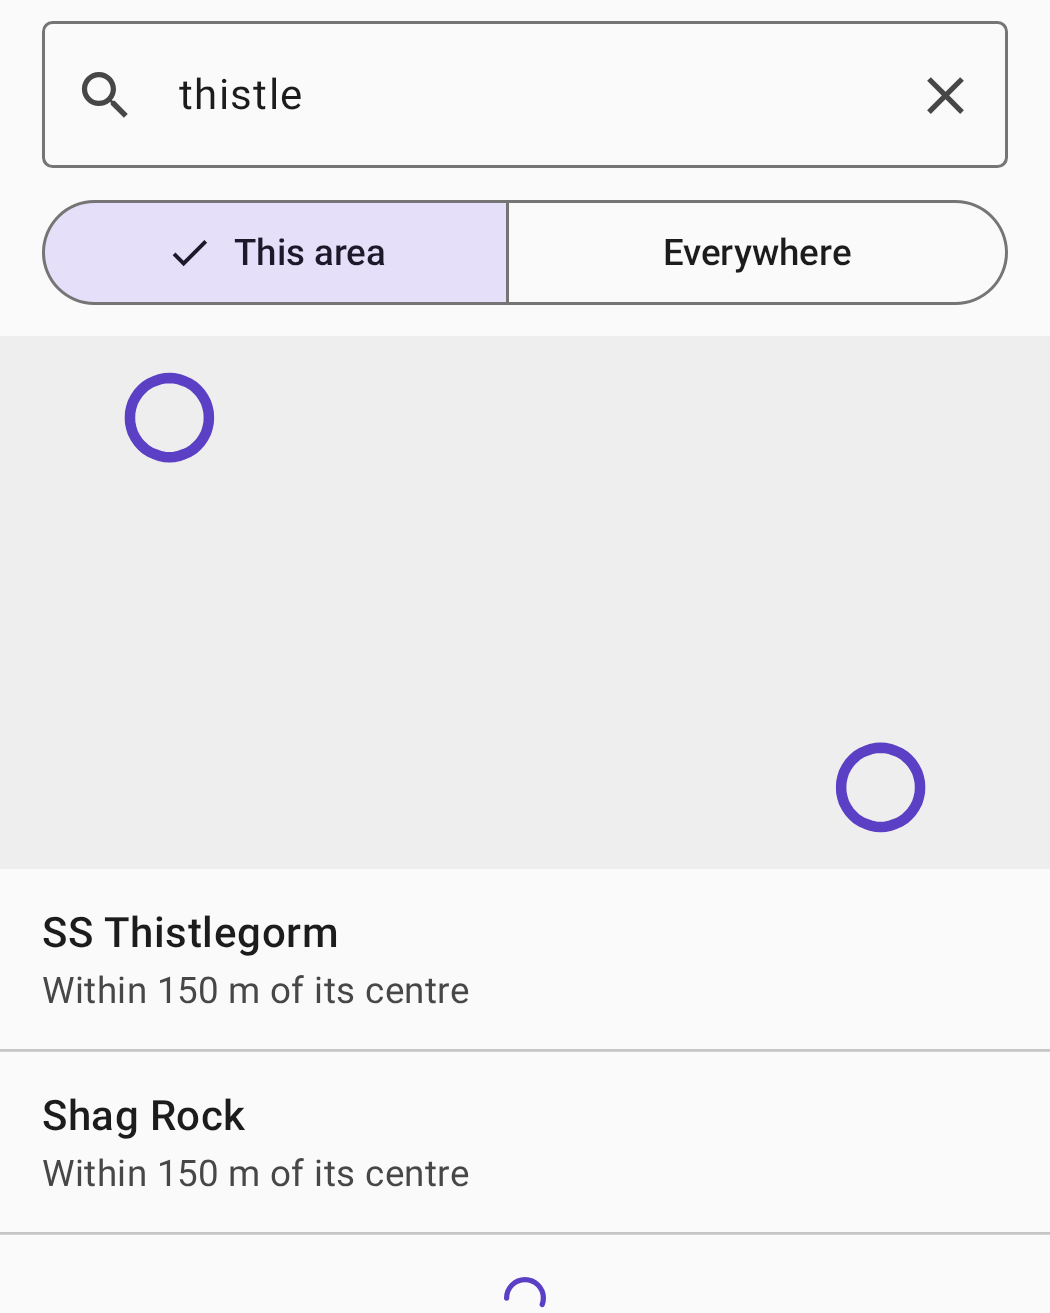 thistle
This area
Everywhere
SS Thistlegorm
Within 150 m of its centre
Shag Rock
Within 150 m of its centre